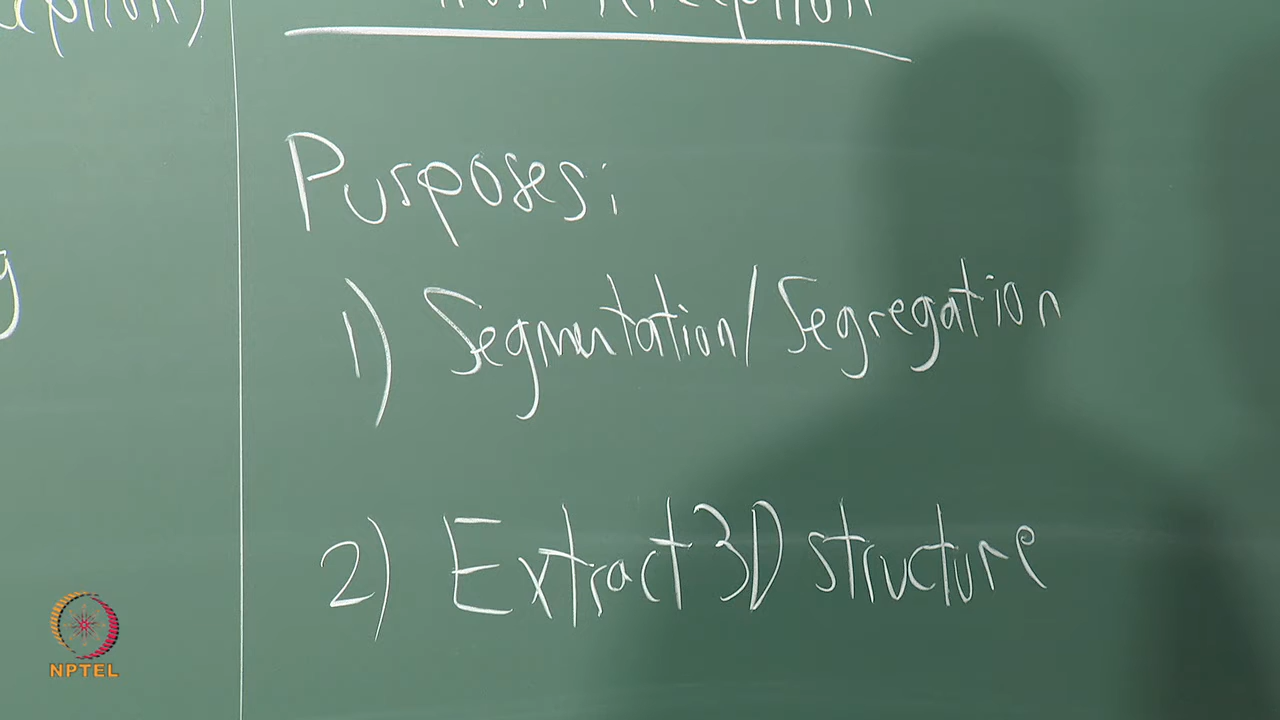 Purposes:
1) Segmentation/Segregation
2) Extract 3D structure
NPTEL